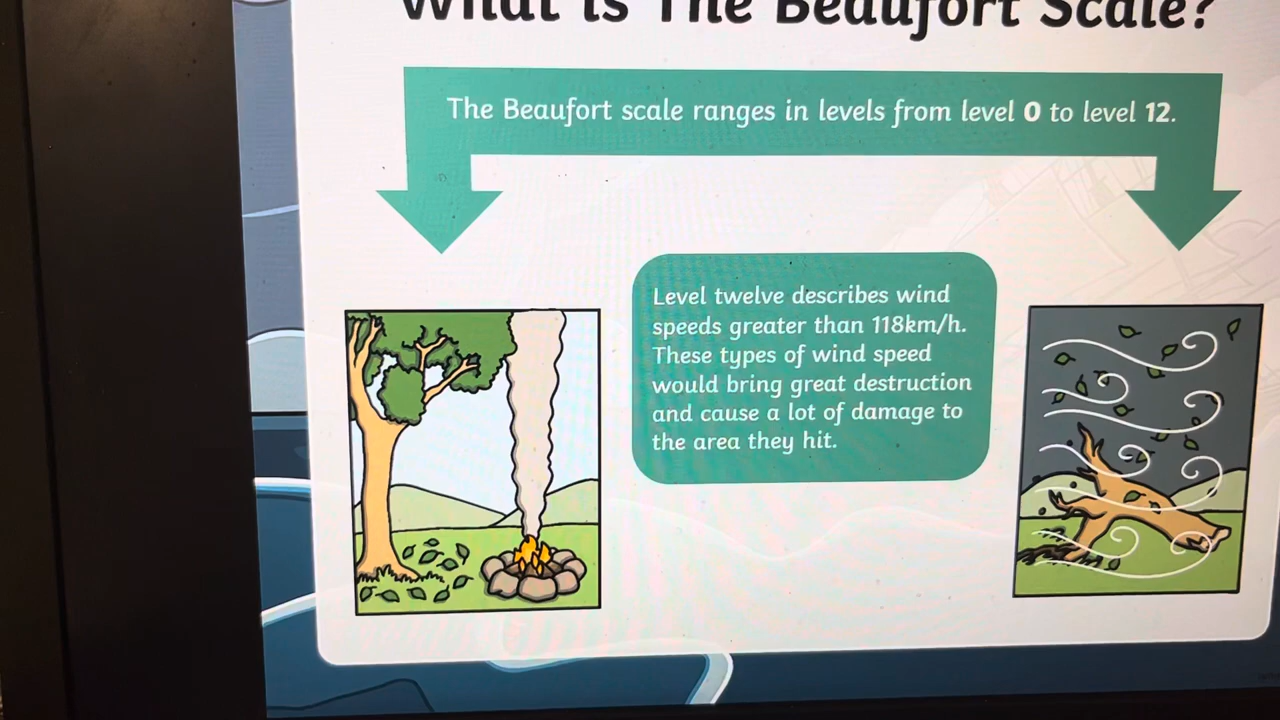 What Is The Beaufort Scale?
The Beaufort scale ranges in levels from level 0 to level 12.
Level twelve describes wind
speeds greater than 118km/h.
These types of wind speed
would bring great destruction
and cause a lot of damage to
the area they hit.